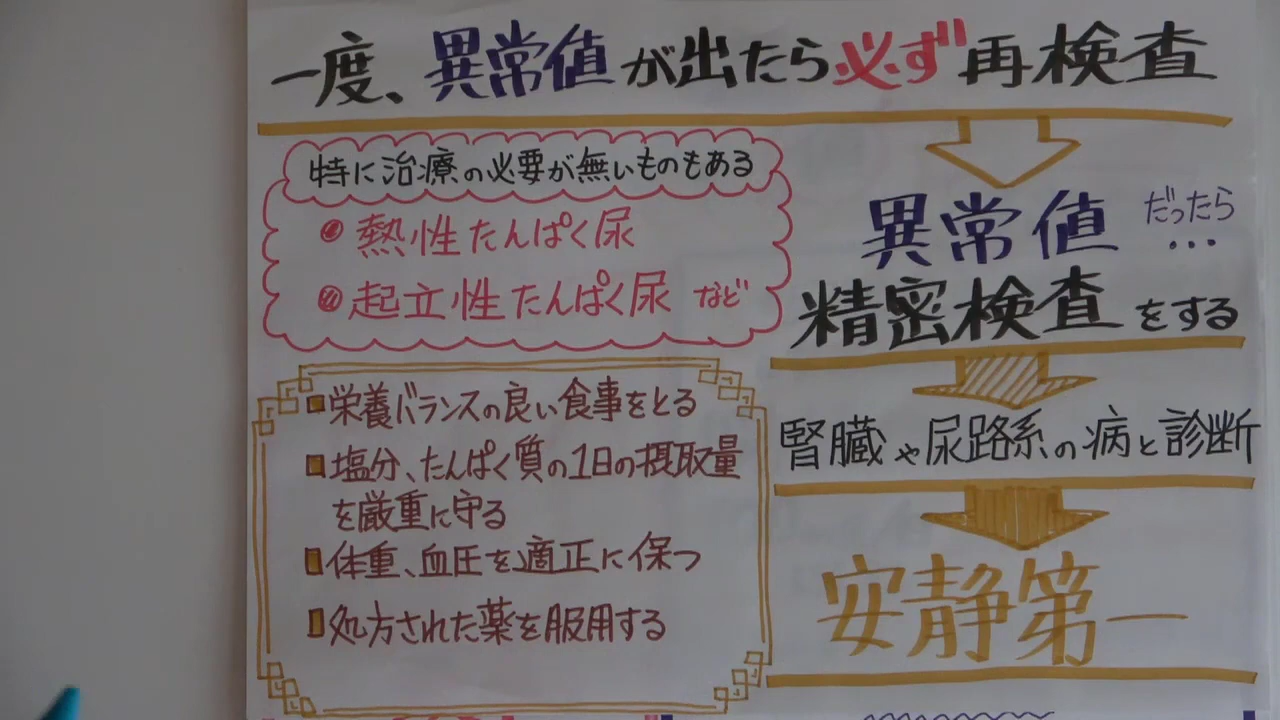 一度、異常値が出たら必ず再検査
特に治療の必要が無いものもある
熱性たんぱく尿
起立性たんぱく尿 など
異常値 だったら…
精密検査をする
腎臓や尿路系の病と診断
安静第一
栄養バランスの良い食事をとる
塩分、たんぱく質の1日の摂取量
を厳重に守る
体重、血圧を適正に保つ
処方された薬を服用する